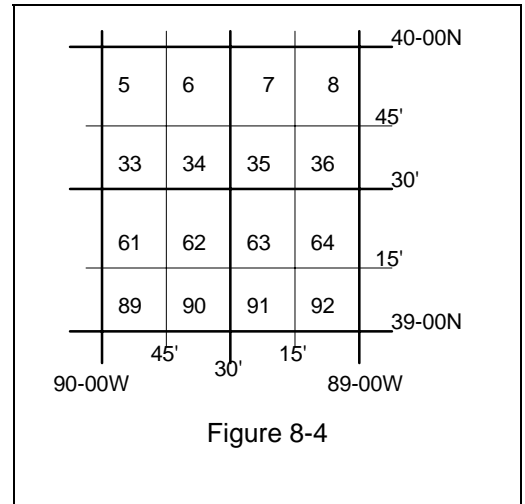 40-00N
5 6 7 8
45'
33 34 35 36
30'
61 62 63 64
15'
89 90 91 92
39-00N
45' 30' 15'
90-00W 89-00W
Figure 8-4